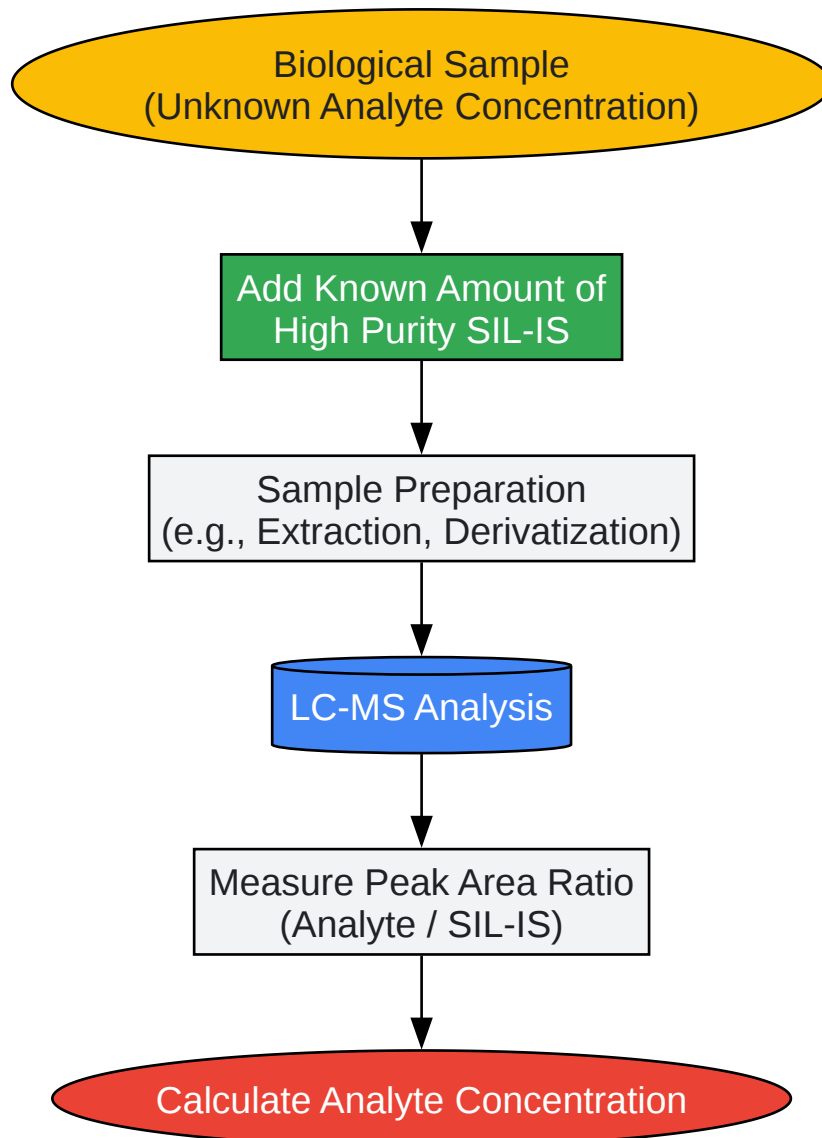 Biological Sample
(Unknown Analyte Concentration)
Add Known Amount of
High Purity SIL-IS
Sample Preparation
(e.g., Extraction, Derivatization)
LC-MS Analysis
Measure Peak Area Ratio
(Analyte / SIL-IS)
Calculate Analyte Concentration